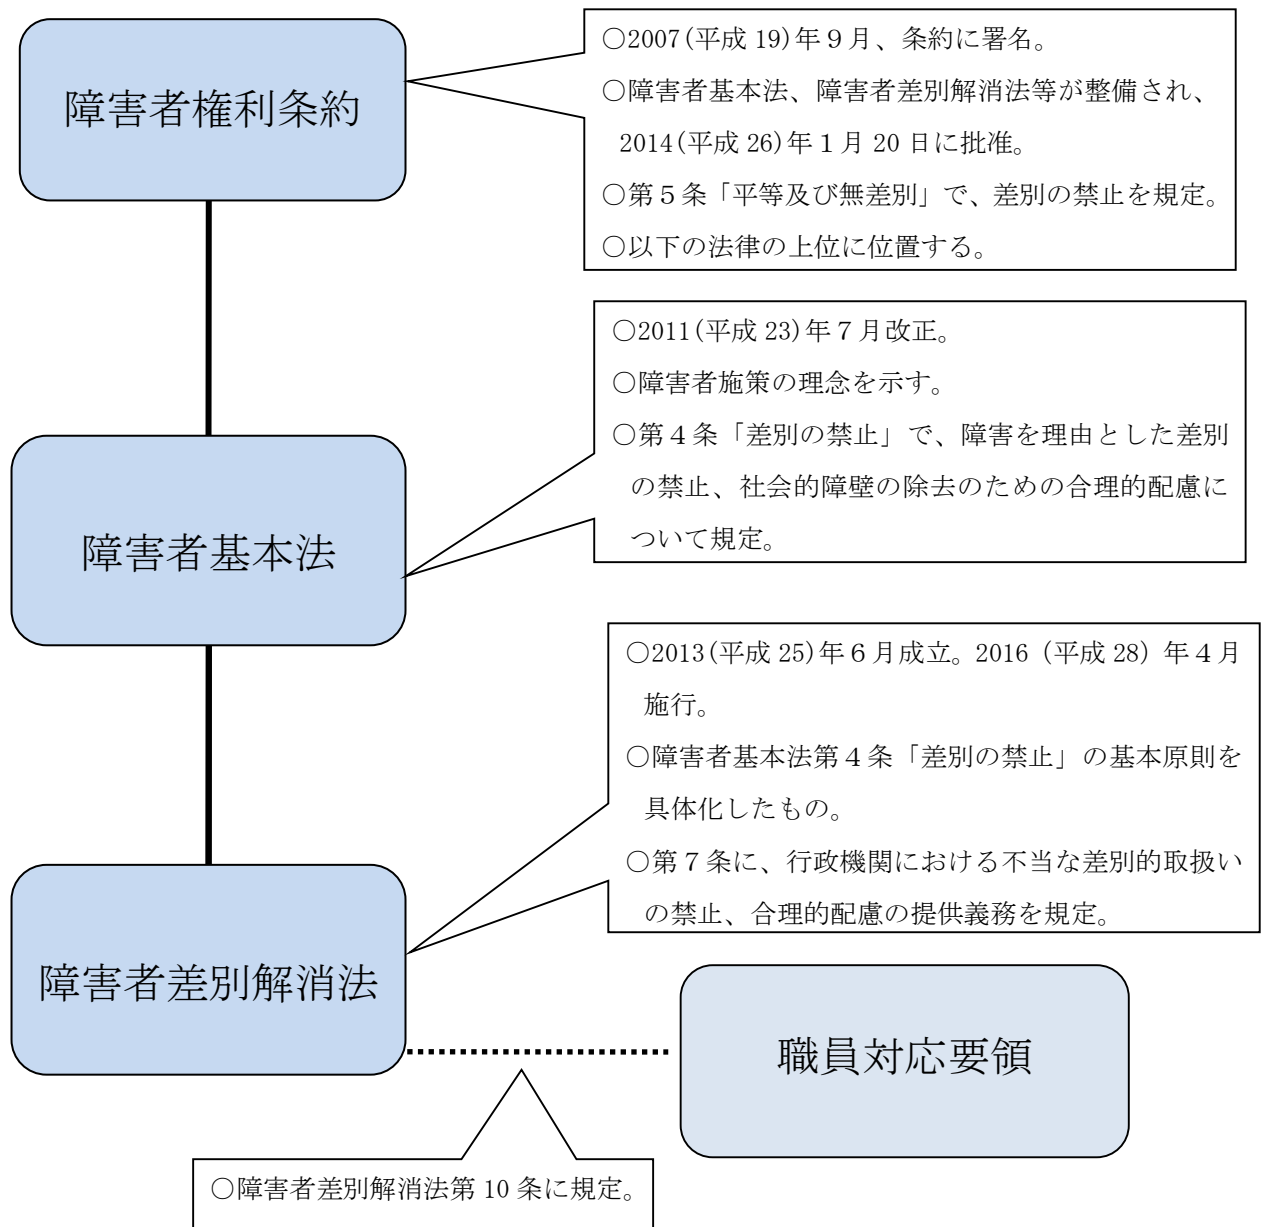 障害者権利条約
○2007(平成 19)年９月、条約に署名。
○障害者基本法、障害者差別解消法等が整備され、
2014(平成 26)年１月 20 日に批准。
○第５条「平等及び無差別」で、差別の禁止を規定。
○以下の法律の上位に位置する。
障害者基本法
○2011(平成 23)年７月改正。
○障害者施策の理念を示す。
○第４条「差別の禁止」で、障害を理由とした差別
の禁止、社会的障壁の除去のための合理的配慮に
ついて規定。
障害者差別解消法
○2013(平成 25)年６月成立。2016（平成 28）年４月
施行。
○障害者基本法第４条「差別の禁止」の基本原則を
具体化したもの。
○第７条に、行政機関における不当な差別的取扱い
の禁止、合理的配慮の提供義務を規定。
職員対応要領
○障害者差別解消法第 10 条に規定。